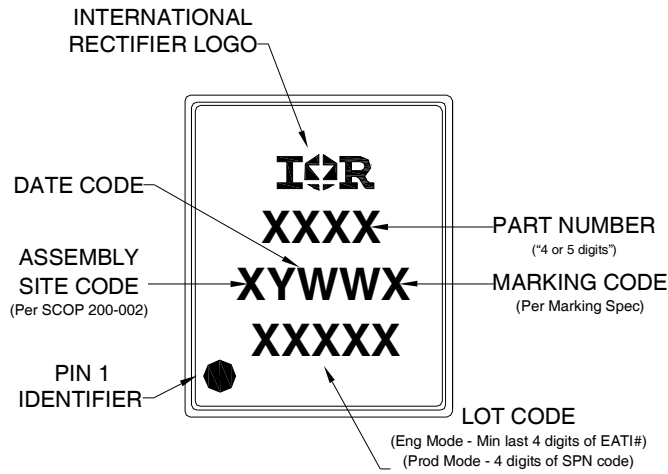 INTERNATIONAL
RECTIFIER LOGO
IOR
DATE CODE
XXXX
PART NUMBER
("4 or 5 digits")
ASSEMBLY
SITE CODE
(Per SCOP 200-002)
XYWWX
MARKING CODE
(Per Marking Spec)
XXXXX
PIN 1
IDENTIFIER
LOT CODE
(Eng Mode - Min last 4 digits of EATI#)
(Prod Mode - 4 digits of SPN code)